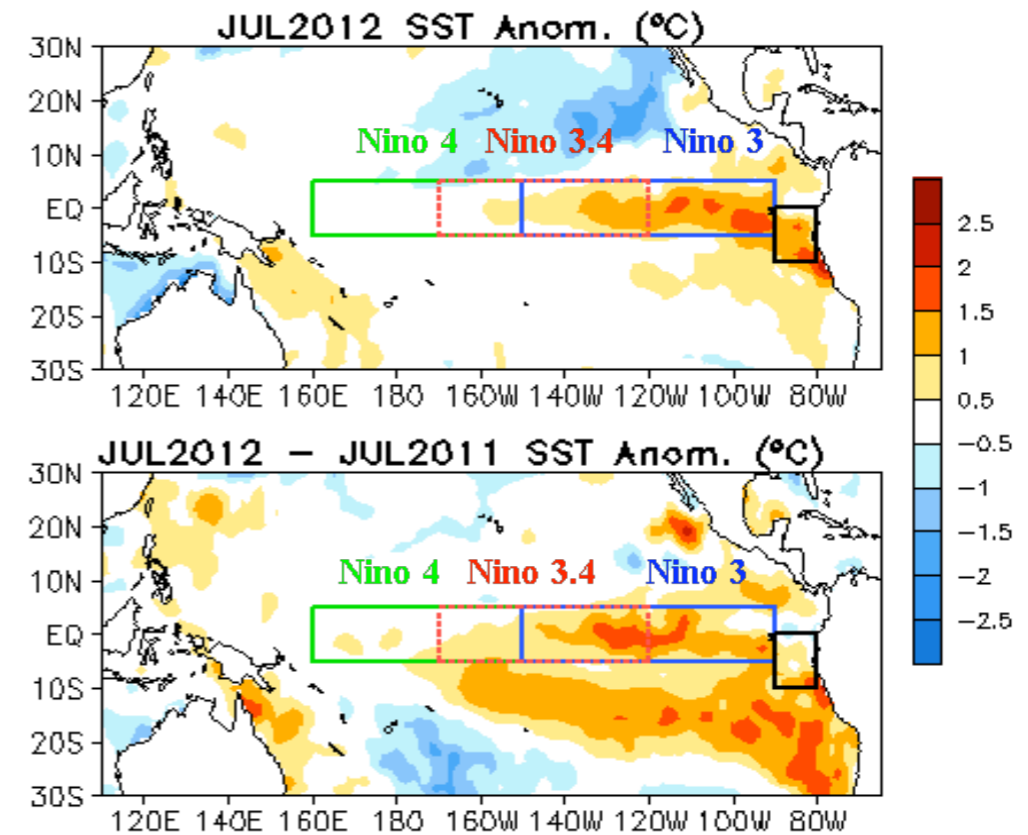 JUL2012 SST Anom. (ºC)
30N
20N
10N
EQ
10S
20S
30S
Nino 4 Nino 3.4 Nino 3
120E 140E 160E 180 160W 140W 120W 100W 80W
JUL2012 – JUL2011 SST Anom. (ºC)
30N
20N
10N
EQ
10S
20S
30S
Nino 4 Nino 3.4 Nino 3
120E 140E 160E 180 160W 140W 120W 100W 80W
2.5
2
1.5
1
0.5
−0.5
−1
−1.5
−2
−2.5